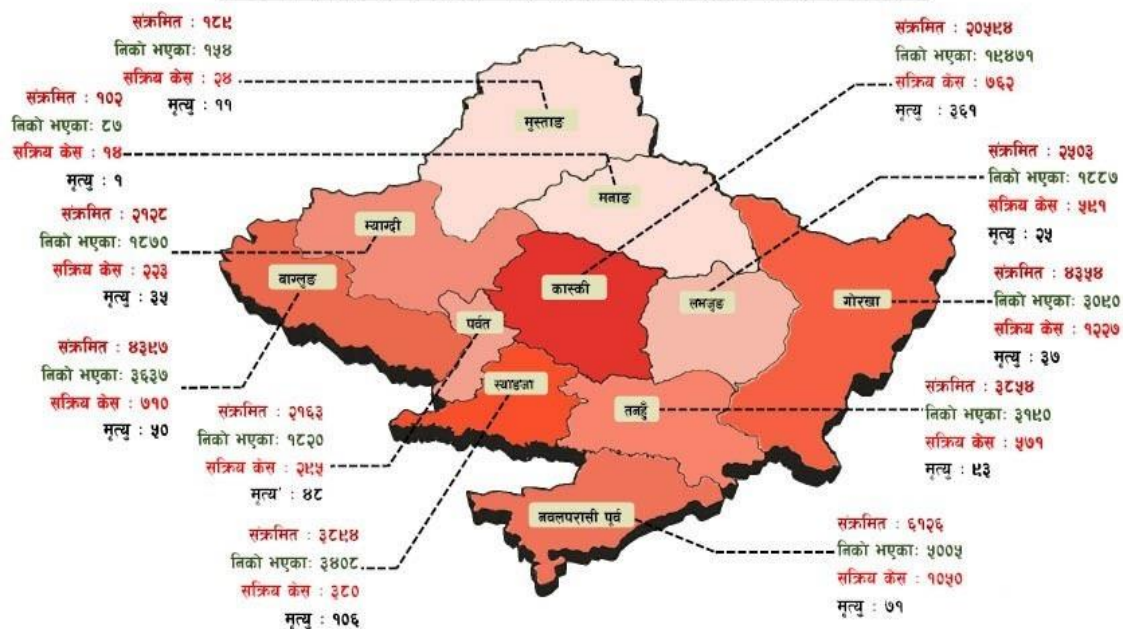 संक्रमित : १८९
निको भएका: १५४
सक्रिय केस : २४
मृत्यु : ११
संक्रमित : १०२
निको भएका: ८७
सक्रिय केस : १४
मृत्यु : १
संक्रमित : २१२८
निको भएका: १८७०
सक्रिय केस : २२३
मृत्यु : ३५
संक्रमित : ४३९७
निको भएका: ३६३७
सक्रिय केस : ७१०
मृत्यु : ५०
संक्रमित : २१६३
निको भएका: १८२०
सक्रिय केस : २९५
मृत्य' : ४८
संक्रमित : ३८९४
निको भएका: ३४०८
सक्रिय केस : ३८०
मृत्यु : १०६
मुस्ताङ
मनाङ
म्याग्दी
बाग्लुङ
कास्की
लमजुङ
गोरखा
पर्वत
स्याङजा
तनहुँ
नवलपरासी पूर्व
संक्रमित : २०५९४
निको भएका: १९४७१
सक्रिय केस : ७६२
मृत्यु : ३६१
संक्रमित : २५०३
निको भएका: १८८७
सक्रिय केस : ५९१
मृत्यु : २५
संक्रमित : ४३५४
निको भएका: ३०९०
सक्रिय केस : १२२७
मृत्यु : ३७
संक्रमित : ३८५४
निको भएका: ३१९०
सक्रिय केस : ५७१
मृत्यु : ९३
संक्रमित : ६१२६
निको भएका: ५००५
सक्रिय केस : १०५०
मृत्यु : ७१